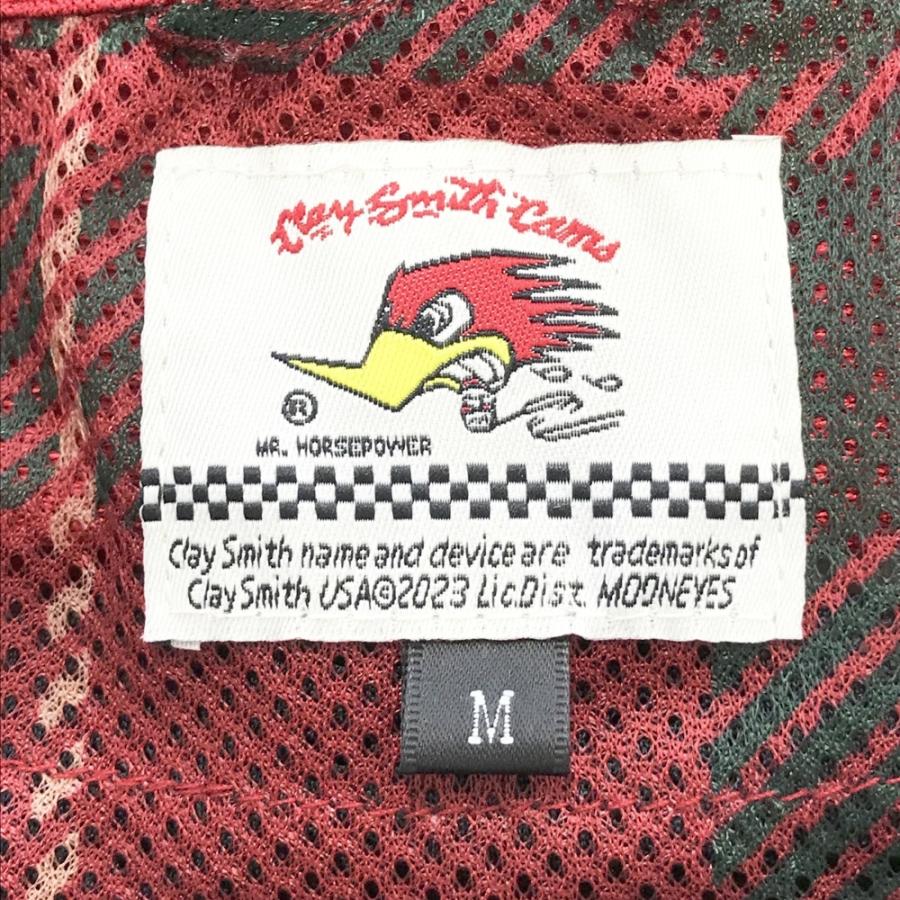 Clay Smith Cams
®
MR. HORSEPOWER
Clay Smith name and device are trademarks of
Clay Smith USA©2023 Lic.Dist. MOONEYES
M